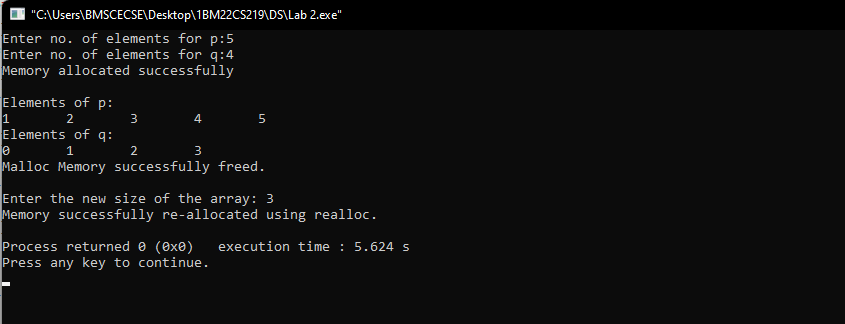 "C:\Users\BMSCECSE\Desktop\1BM22CS219\DS\Lab 2.exe"
Enter no. of elements for p:5
Enter no. of elements for q:4
Memory allocated successfully
Elements of p:
1 2 3 4 5
Elements of q:
0 1 2 3
Malloc Memory successfully freed.
Enter the new size of the array: 3
Memory successfully re-allocated using realloc.
Process returned 0 (0x0) execution time : 5.624 s
Press any key to continue.